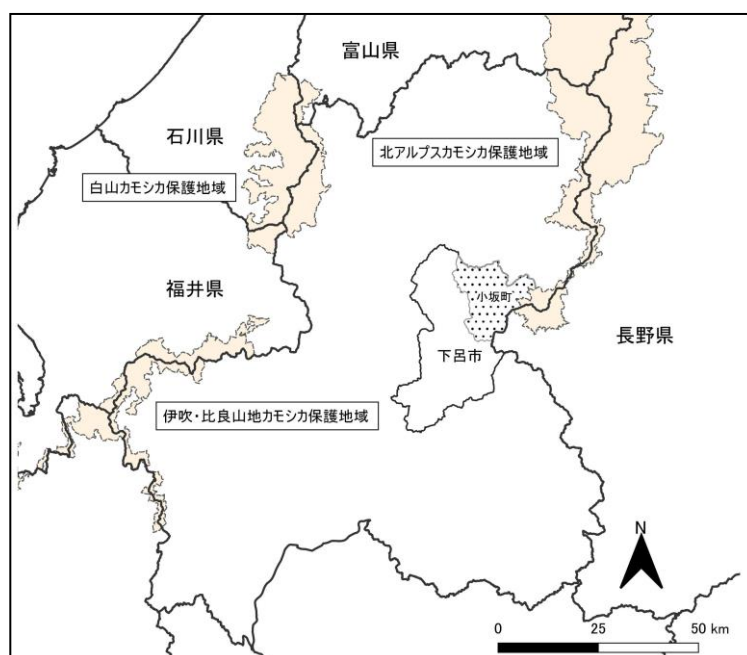 富山県
石川県
北アルプスカモシカ保護地域
白山カモシカ保護地域
福井県
小坂町
長野県
下呂市
伊吹・比良山地カモシカ保護地域
N
0 25 50 km